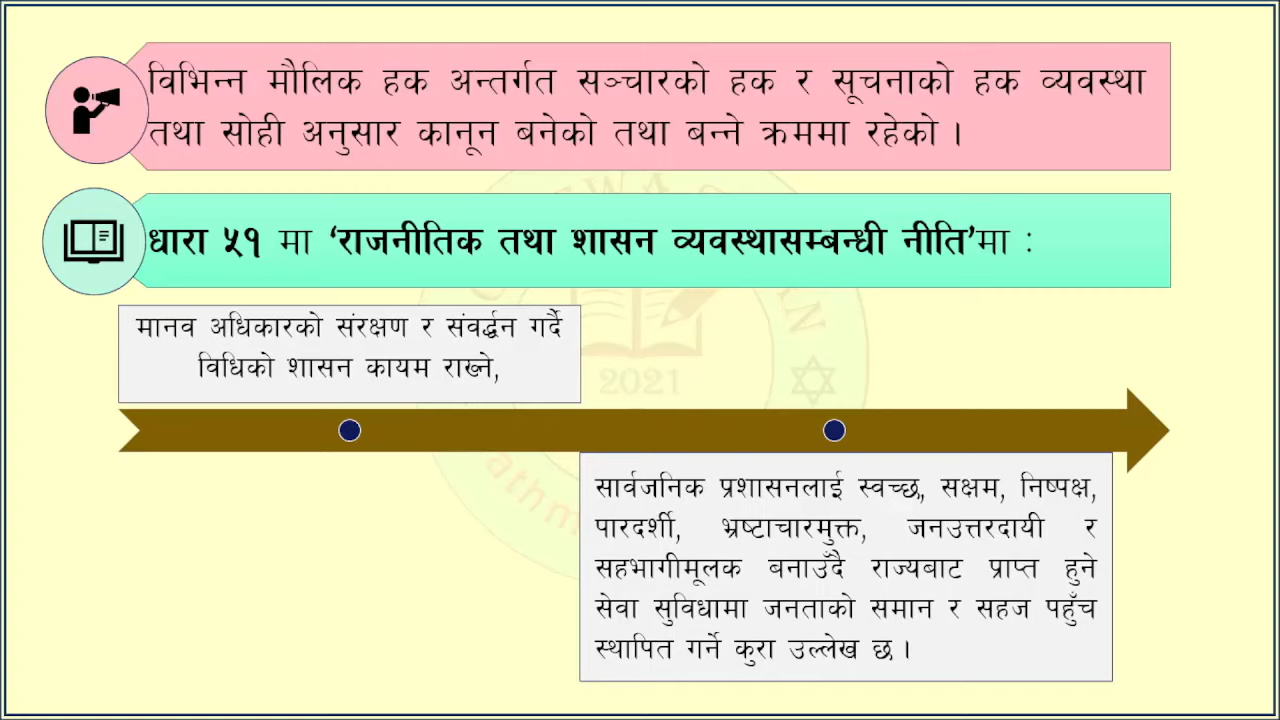 विभिन्न मौलिक हक अन्तर्गत सञ्चारको हक र सूचनाको हक व्यवस्था
तथा सोही अनुसार कानून बनेको तथा बन्ने क्रममा रहेको ।
धारा ५१ मा ‘राजनीतिक तथा शासन व्यवस्थासम्बन्धी नीति’मा :
मानव अधिकारको संरक्षण र संवर्द्धन गर्दै
विधिको शासन कायम राख्ने,
2021
सार्वजनिक प्रशासनलाई स्वच्छ, सक्षम, निष्पक्ष,
पारदर्शी, भ्रष्टाचारमुक्त, जनउत्तरदायी र
सहभागीमूलक बनाउँदै राज्यबाट प्राप्त हुने
सेवा सुविधामा जनताको समान र सहज पहुँच
स्थापित गर्ने कुरा उल्लेख छ ।